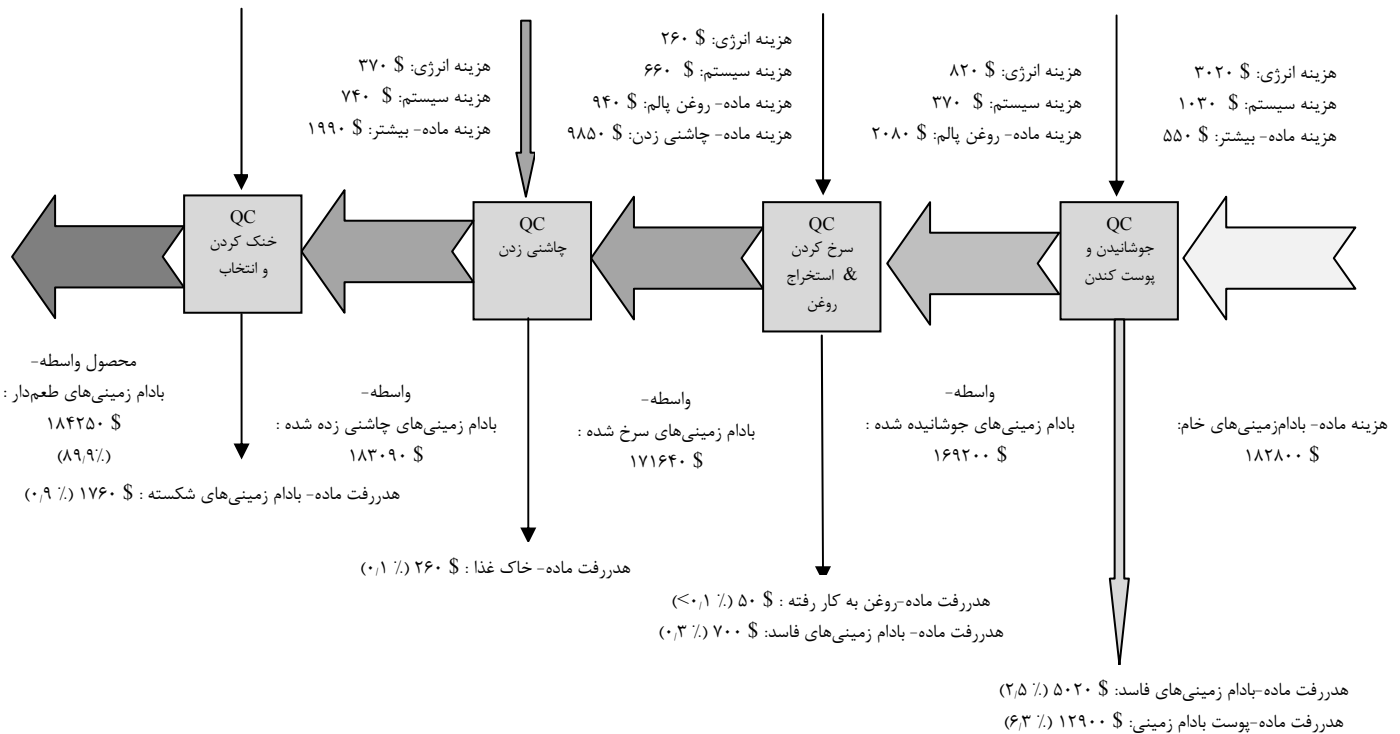 هزینه انرژی: $ ۳۰۲۰
هزینه سیستم: $ ۱۰۳۰
هزینه ماده- بیشتر: $ ۵۵۰
هزینه انرژی: $ ۸۲۰
هزینه سیستم: $ ۳۷۰
هزینه ماده- روغن پالم: $ ۲۰۸۰
هزینه انرژی: $ ۲۶۰
هزینه سیستم: $ ۶۶۰
هزینه ماده- روغن پالم: $ ۹۴۰
هزینه ماده- چاشنی زدن: $ ۹۸۵۰
هزینه انرژی: $ ۳۷۰
هزینه سیستم: $ ۷۴۰
هزینه ماده- بیشتر: $ ۱۹۹۰
QC
جوشانیدن و
پوست کندن
QC
سرخ کردن
& استخراج
روغن
QC
چاشنی زدن
QC
خنک کردن
و انتخاب
هزینه ماده- بادام‌زمینی‌های خام:
۱۸۲۸۰۰ $
واسطه-
بادام زمینی‌های جوشانیده شده :
۱۶۹۲۰۰ $
واسطه-
بادام زمینی‌های سرخ شده :
۱۷۱۶۴۰ $
واسطه-
بادام زمینی‌های چاشنی زده شده :
۱۸۳۰۹۰ $
محصول واسطه-
بادام زمینی‌های طعم‌دار :
۱۸۴۲۵۰ $
(۸۹,۹٪)
هدررفت ماده- بادام زمینی‌های شکسته : $ ۱۷۶۰ (٪ ۰,۹)
هدررفت ماده- خاک غذا : $ ۲۶۰ (٪ ۰,۱)
هدررفت ماده-روغن به کار رفته : $ ۵۰ (٪ ۰,۱>)
هدررفت ماده- بادام زمینی‌های فاسد: $ ۷۰۰ (٪ ۰,۳)
هدررفت ماده-بادام زمینی‌های فاسد: $ ۵۰۲۰ (٪ ۲,۵)
هدررفت ماده-پوست بادام زمینی: $ ۱۲۹۰۰ (٪ ۶,۳)